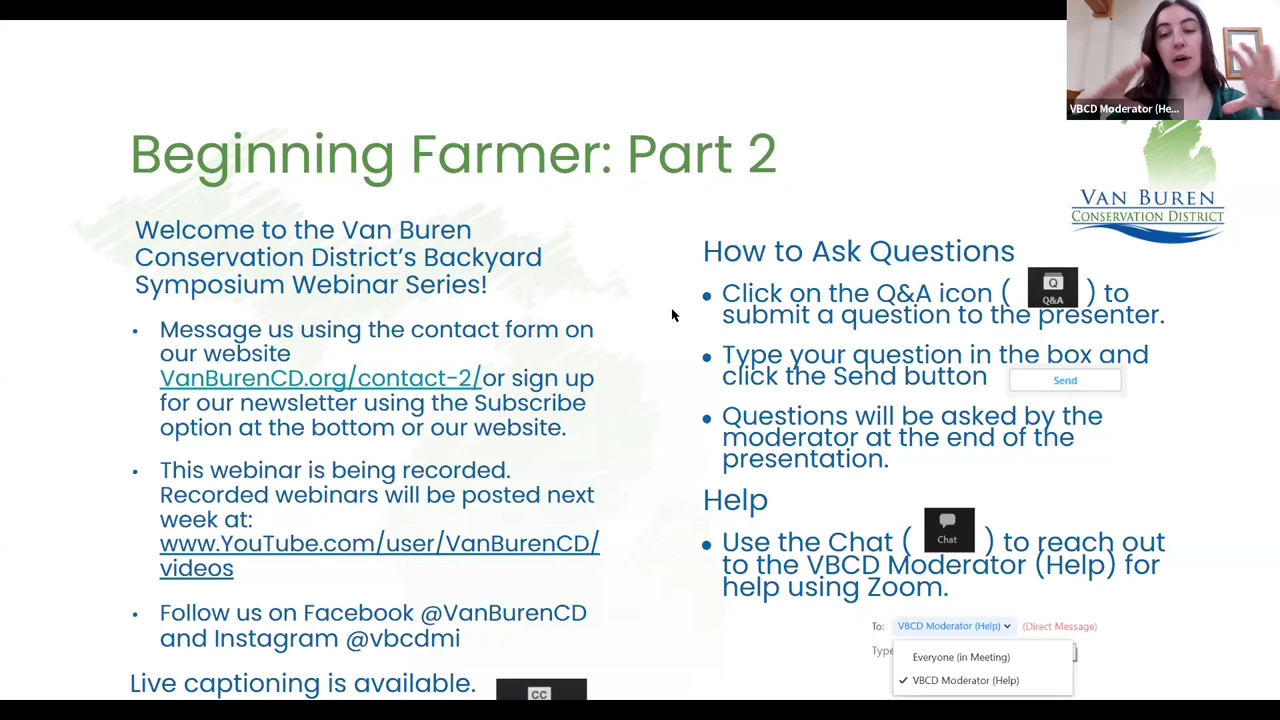 VBCD Moderator (He...
Beginning Farmer: Part 2
VAN BUREN
CONSERVATION DISTRICT
Welcome to the Van Buren
Conservation District's Backyard
Symposium Webinar Series!
• Message us using the contact form on
our website
VanBurenCD.org/contact-2/or sign up
for our newsletter using the Subscribe
option at the bottom or our website.
• This webinar is being recorded.
Recorded webinars will be posted next
week at:
www.YouTube.com/user/VanBurenCD/
videos
• Follow us on Facebook @VanBurenCD
and Instagram @vbcdmi
Live captioning is available.
CC
How to Ask Questions
• Click on the Q&A icon ( Q Q&A ) to
submit a question to the presenter.
• Type your question in the box and
click the Send button Send
• Questions will be asked by the
moderator at the end of the
presentation.
Help
• Use the Chat ( Chat ) to reach out
to the VBCD Moderator (Help) for
help using Zoom.
To: VBCD Moderator (Help) (Direct Message)
Type
Everyone (in Meeting)
VBCD Moderator (Help)